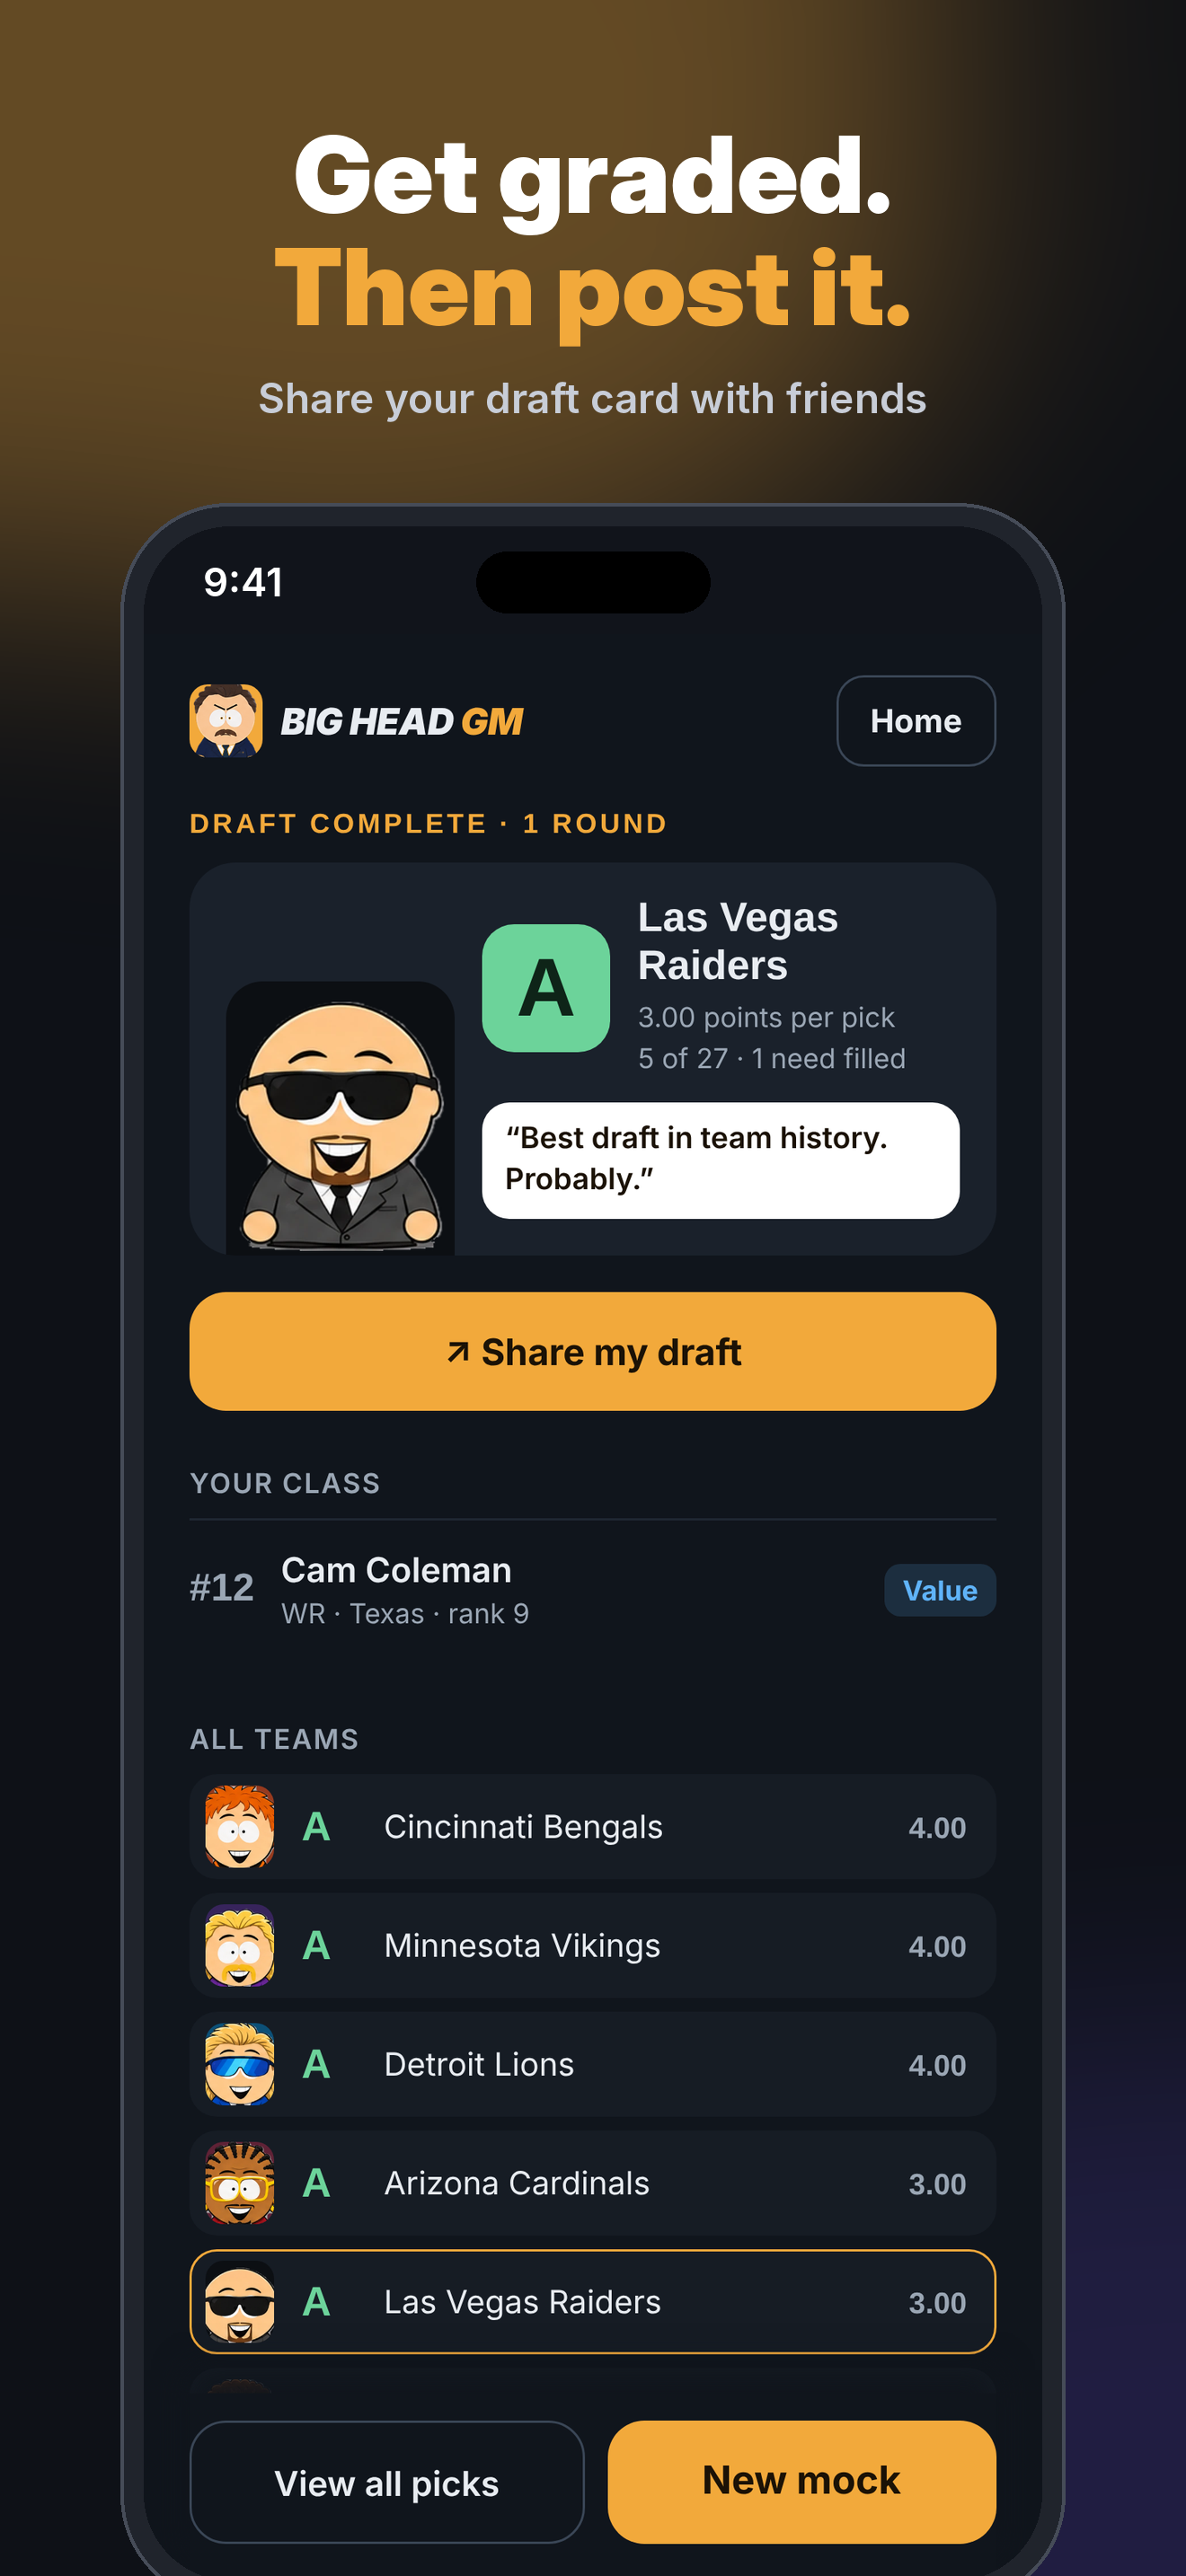 Get graded.
Then post it.
Share your draft card with friends
9:41
BIG HEAD GM
Home
DRAFT COMPLETE · 1 ROUND
A
Las Vegas
Raiders
3.00 points per pick
5 of 27 · 1 need filled
“Best draft in team history.
Probably.”
↗ Share my draft
YOUR CLASS
#12
Cam Coleman
WR · Texas · rank 9
Value
ALL TEAMS
A Cincinnati Bengals 4.00
A Minnesota Vikings 4.00
A Detroit Lions 4.00
A Arizona Cardinals 3.00
A Las Vegas Raiders 3.00
View all picks
New mock